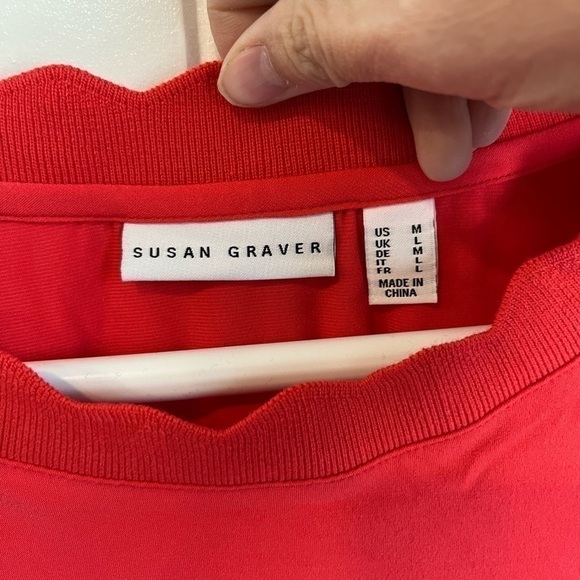 SUSAN GRAVER
US M
UK L
DE M
IT L
FR L
MADE IN
CHINA